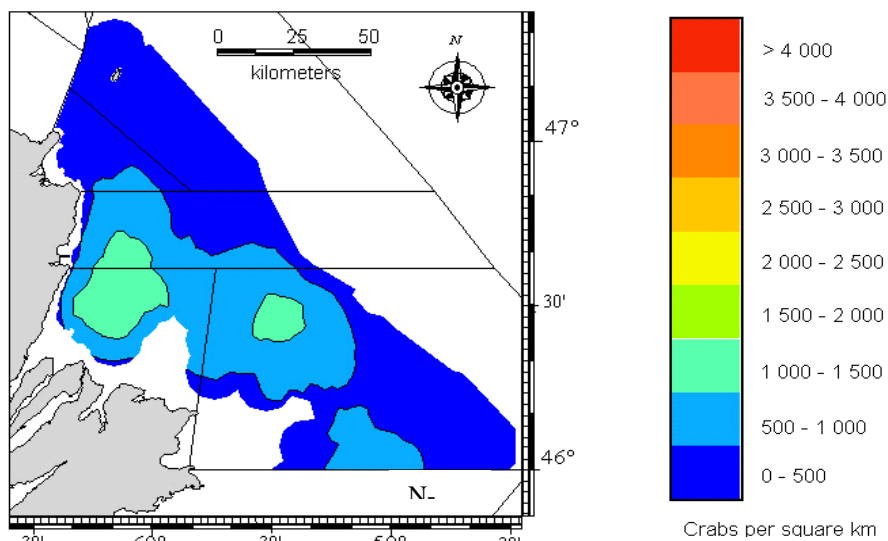 0 25 50
kilometers
N
47°
30'
46°
N-
> 4 000
3 500 - 4 000
3 000 - 3 500
2 500 - 3 000
2 000 - 2 500
1 500 - 2 000
1 000 - 1 500
500 - 1 000
0 - 500
Crabs per square km